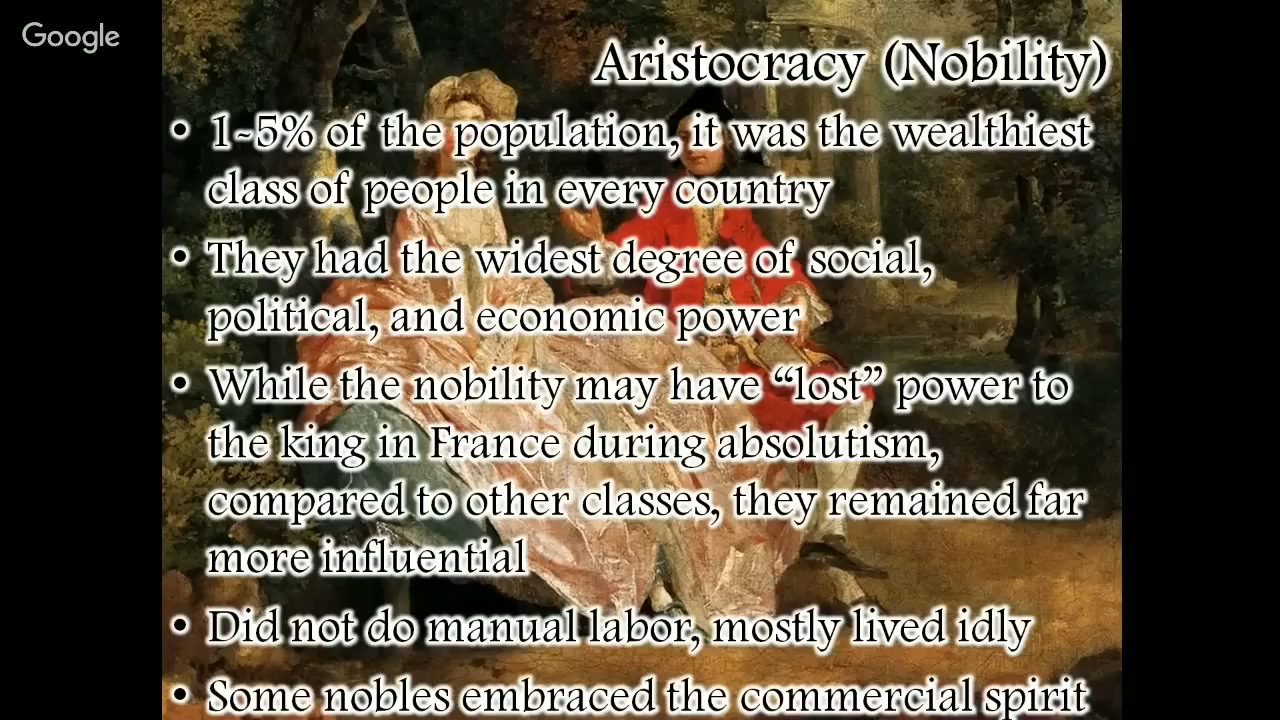 Google
Aristocracy (Nobility)
• 1-5% of the population, it was the wealthiest
class of people in every country
• They had the widest degree of social,
political, and economic power
• While the nobility may have “lost” power to
the king in France during absolutism,
compared to other classes, they remained far
more influential
• Did not do manual labor, mostly lived idly
• Some nobles embraced the commercial spirit